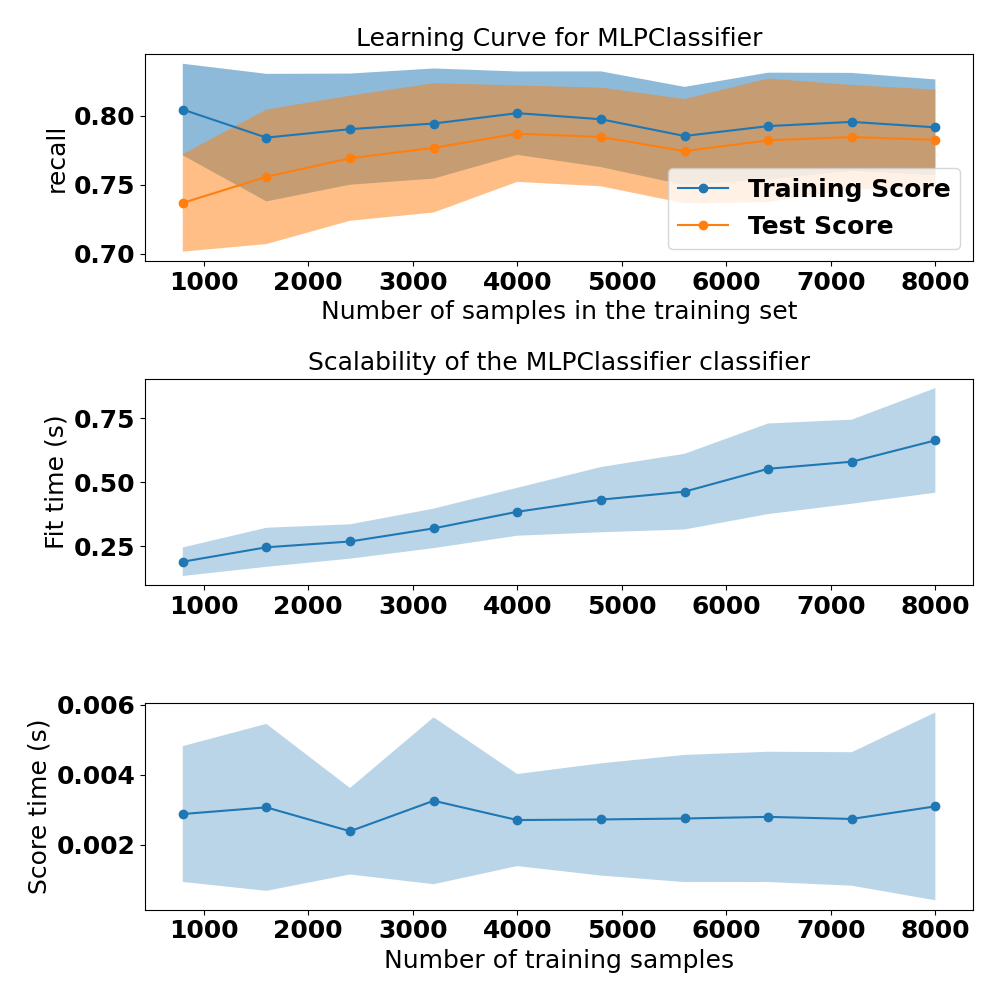 Learning Curve for MLPClassifier
recall
0.80
0.75
0.70
Training Score
Test Score
1000 2000 3000 4000 5000 6000 7000 8000
Number of samples in the training set
Scalability of the MLPClassifier classifier
Fit time (s)
0.75
0.50
0.25
1000 2000 3000 4000 5000 6000 7000 8000
Score time (s)
0.006
0.004
0.002
1000 2000 3000 4000 5000 6000 7000 8000
Number of training samples